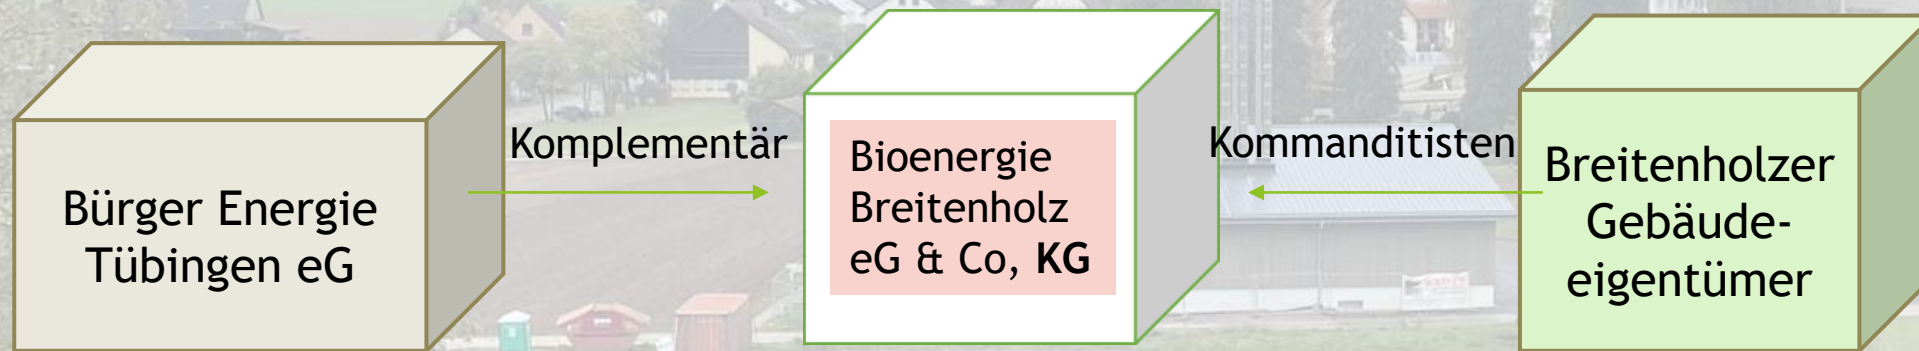 Bürger Energie
Tübingen eG
Komplementär
Bioenergie
Breitenholz
eG & Co, KG
Kommanditisten
Breitenholzer
Gebäude-
eigentümer